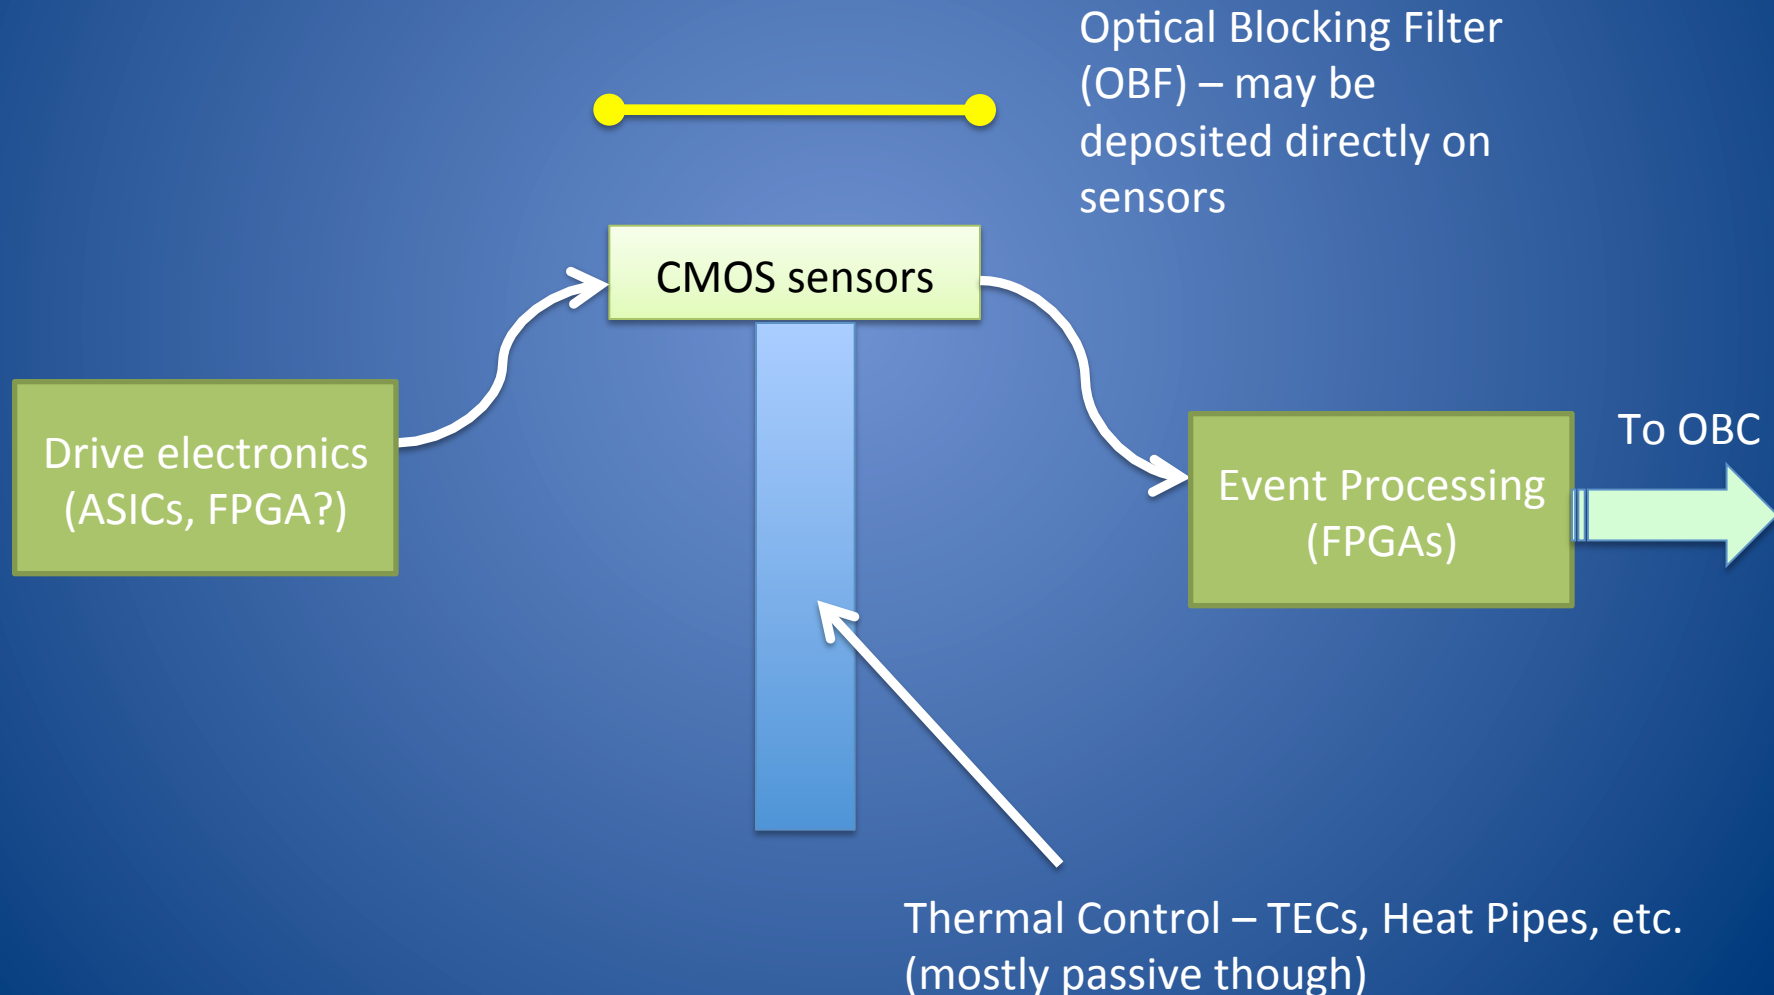 Optical Blocking Filter
(OBF) – may be
deposited directly on
sensors
CMOS sensors
Drive electronics
(ASICs, FPGA?)
To OBC
Event Processing
(FPGAs)
Thermal Control – TECs, Heat Pipes, etc.
(mostly passive though)